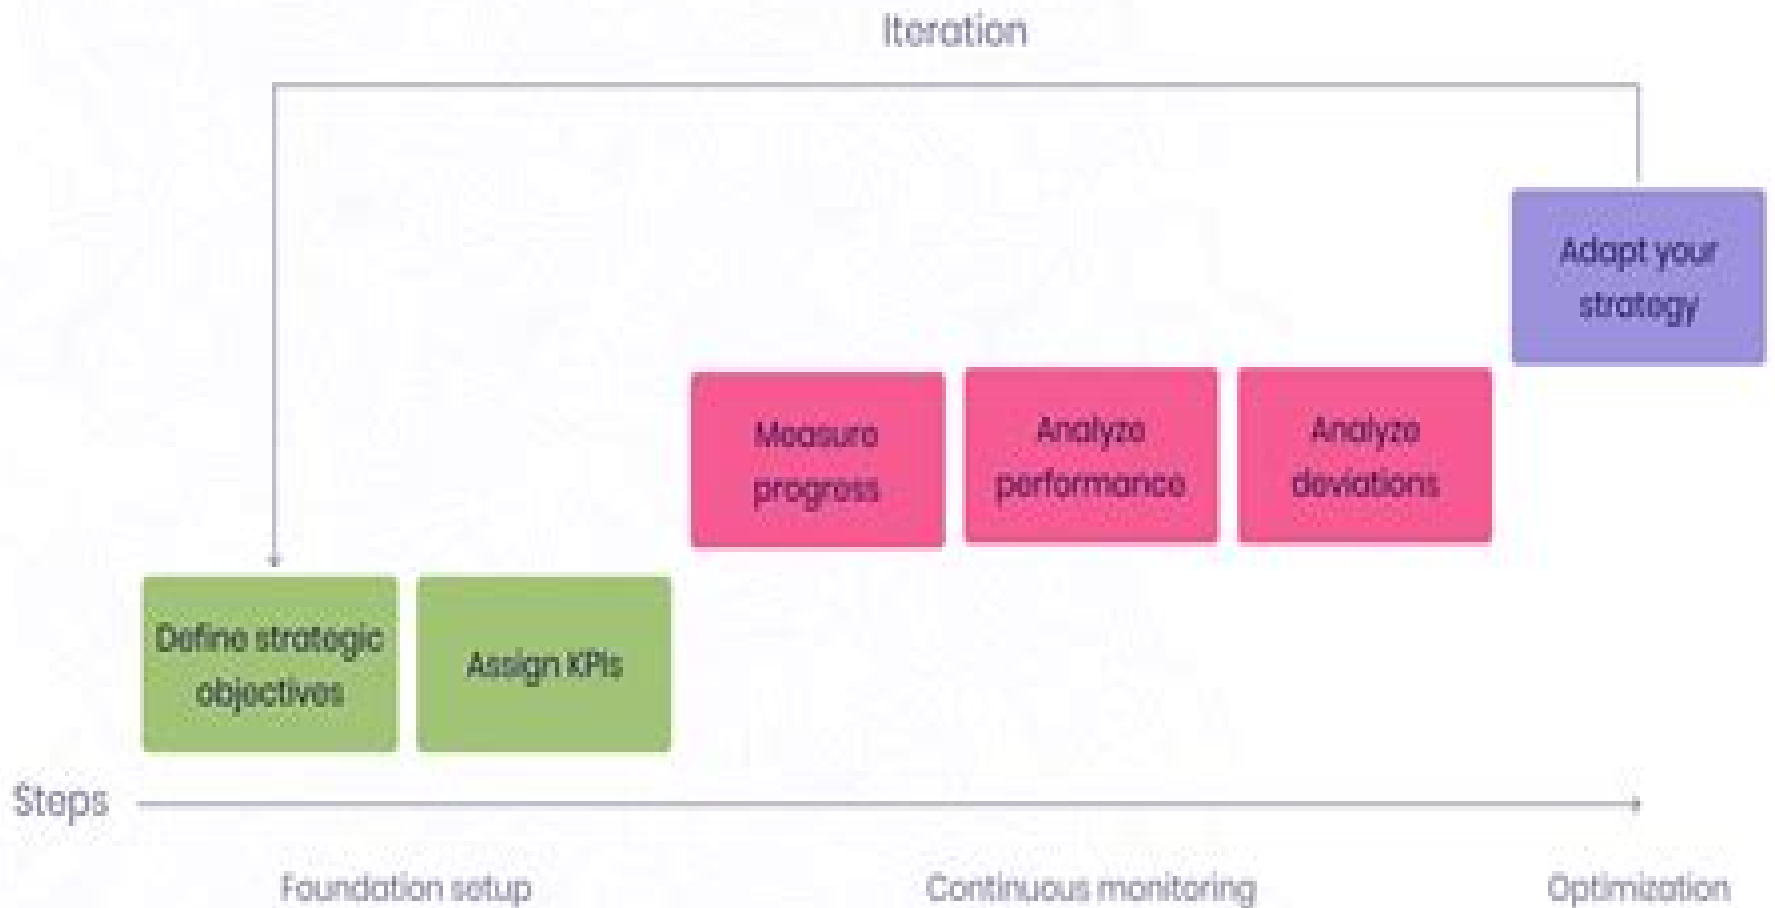 Iteration
Adapt your
strategy
Measure
progress
Analyze
performance
Analyze
deviations
Define strategic
objectives
Assign KPIs
Steps
Foundation setup
Continuous monitoring
Optimization